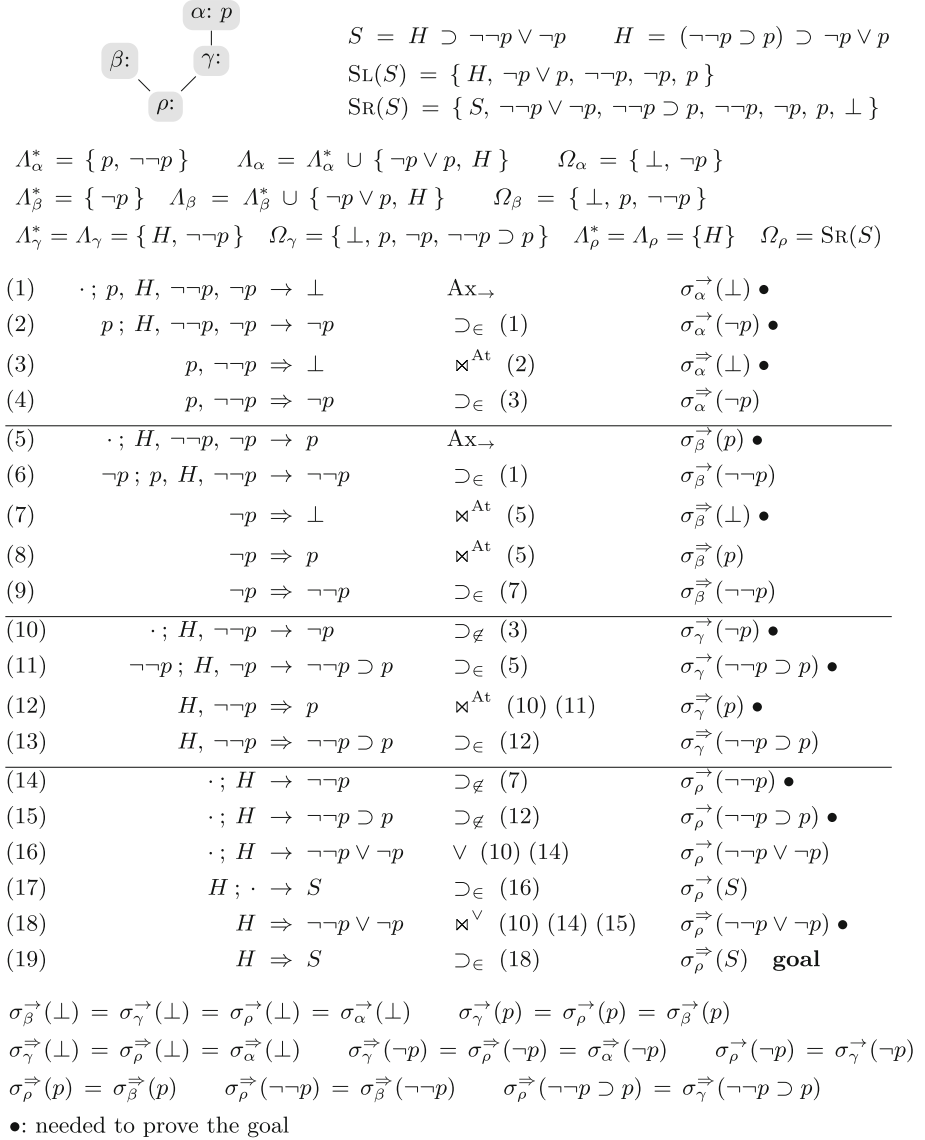 α: p
β:
γ:
ρ:
S = H ⊃ ¬¬p ∨ ¬p H = (¬¬p ⊃ p) ⊃ ¬p ∨ p
SL(S) = { H, ¬p ∨ p, ¬¬p, ¬p, p }
SR(S) = { S, ¬¬p ∨ ¬p, ¬¬p ⊃ p, ¬¬p, ¬p, p, ⊥ }
Λ*α = { p, ¬¬p } Λα = Λ*α ∪ { ¬p ∨ p, H } Ωα = { ⊥, ¬p }
Λ*β = { ¬p } Λβ = Λ*β ∪ { ¬p ∨ p, H } Ωβ = { ⊥, p, ¬¬p }
Λ*γ = Λγ = { H, ¬¬p } Ωγ = { ⊥, p, ¬p, ¬¬p ⊃ p } Λ*ρ = Λρ = {H} Ωρ = SR(S)
(1) · ; p, H, ¬¬p, ¬p → ⊥ Ax→ σ→α(⊥) •
(2) p ; H, ¬¬p, ¬p → ¬p ⊃∈ (1) σ→α(¬p) •
(3) p, ¬¬p ⇒ ⊥ ⋈At (2) σ⇒α(⊥) •
(4) p, ¬¬p ⇒ ¬p ⊃∈ (3) σ⇒α(¬p)
(5) · ; H, ¬¬p, ¬p → p Ax→ σ→β(p) •
(6) ¬p ; p, H, ¬¬p → ¬¬p ⊃∈ (1) σ→β(¬¬p)
(7) ¬p ⇒ ⊥ ⋈At (5) σ⇒β(⊥) •
(8) ¬p ⇒ p ⋈At (5) σ⇒β(p)
(9) ¬p ⇒ ¬¬p ⊃∈ (7) σ⇒β(¬¬p)
(10) · ; H, ¬¬p → ¬p ⊃∉ (3) σ→γ(¬p) •
(11) ¬¬p ; H, ¬p → ¬¬p ⊃ p ⊃∈ (5) σ→γ(¬¬p ⊃ p) •
(12) H, ¬¬p ⇒ p ⋈At (10) (11) σ⇒γ(p) •
(13) H, ¬¬p ⇒ ¬¬p ⊃ p ⊃∈ (12) σ⇒γ(¬¬p ⊃ p)
(14) · ; H → ¬¬p ⊃∉ (7) σ→ρ(¬¬p) •
(15) · ; H → ¬¬p ⊃ p ⊃∉ (12) σ→ρ(¬¬p ⊃ p) •
(16) · ; H → ¬¬p ∨ ¬p ∨ (10) (14) σ→ρ(¬¬p ∨ ¬p)
(17) H ; · → S ⊃∈ (16) σ→ρ(S)
(18) H ⇒ ¬¬p ∨ ¬p ⋈∨ (10) (14) (15) σ⇒ρ(¬¬p ∨ ¬p) •
(19) H ⇒ S ⊃∈ (18) σ⇒ρ(S) goal
σ→β(⊥) = σ→γ(⊥) = σ→ρ(⊥) = σ→α(⊥) σ→γ(p) = σ→ρ(p) = σ→β(p)
σ⇒γ(⊥) = σ⇒ρ(⊥) = σ⇒α(⊥) σ⇒γ(¬p) = σ⇒ρ(¬p) = σ⇒α(¬p) σ→ρ(¬p) = σ→γ(¬p)
σ⇒ρ(p) = σ⇒β(p) σ⇒ρ(¬¬p) = σ⇒β(¬¬p) σ⇒ρ(¬¬p ⊃ p) = σ⇒γ(¬¬p ⊃ p)
•: needed to prove the goal